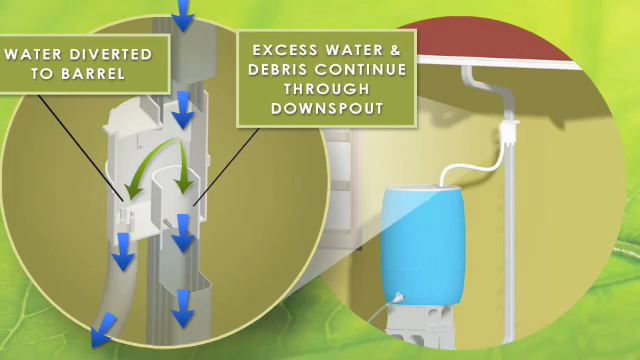 WATER DIVERTED
TO BARREL
EXCESS WATER &
DEBRIS CONTINUE
THROUGH
DOWNSPOUT